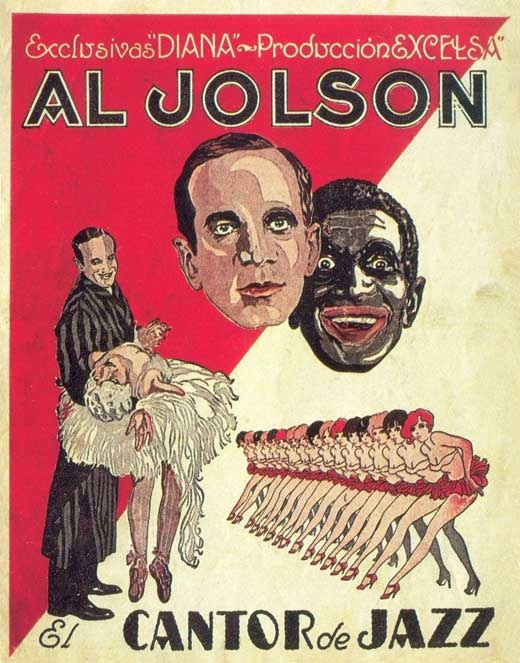 Exclusivas "DIANA" ~ Producción EXCELSA"
AL JOLSON
El CANTOR de JAZZ